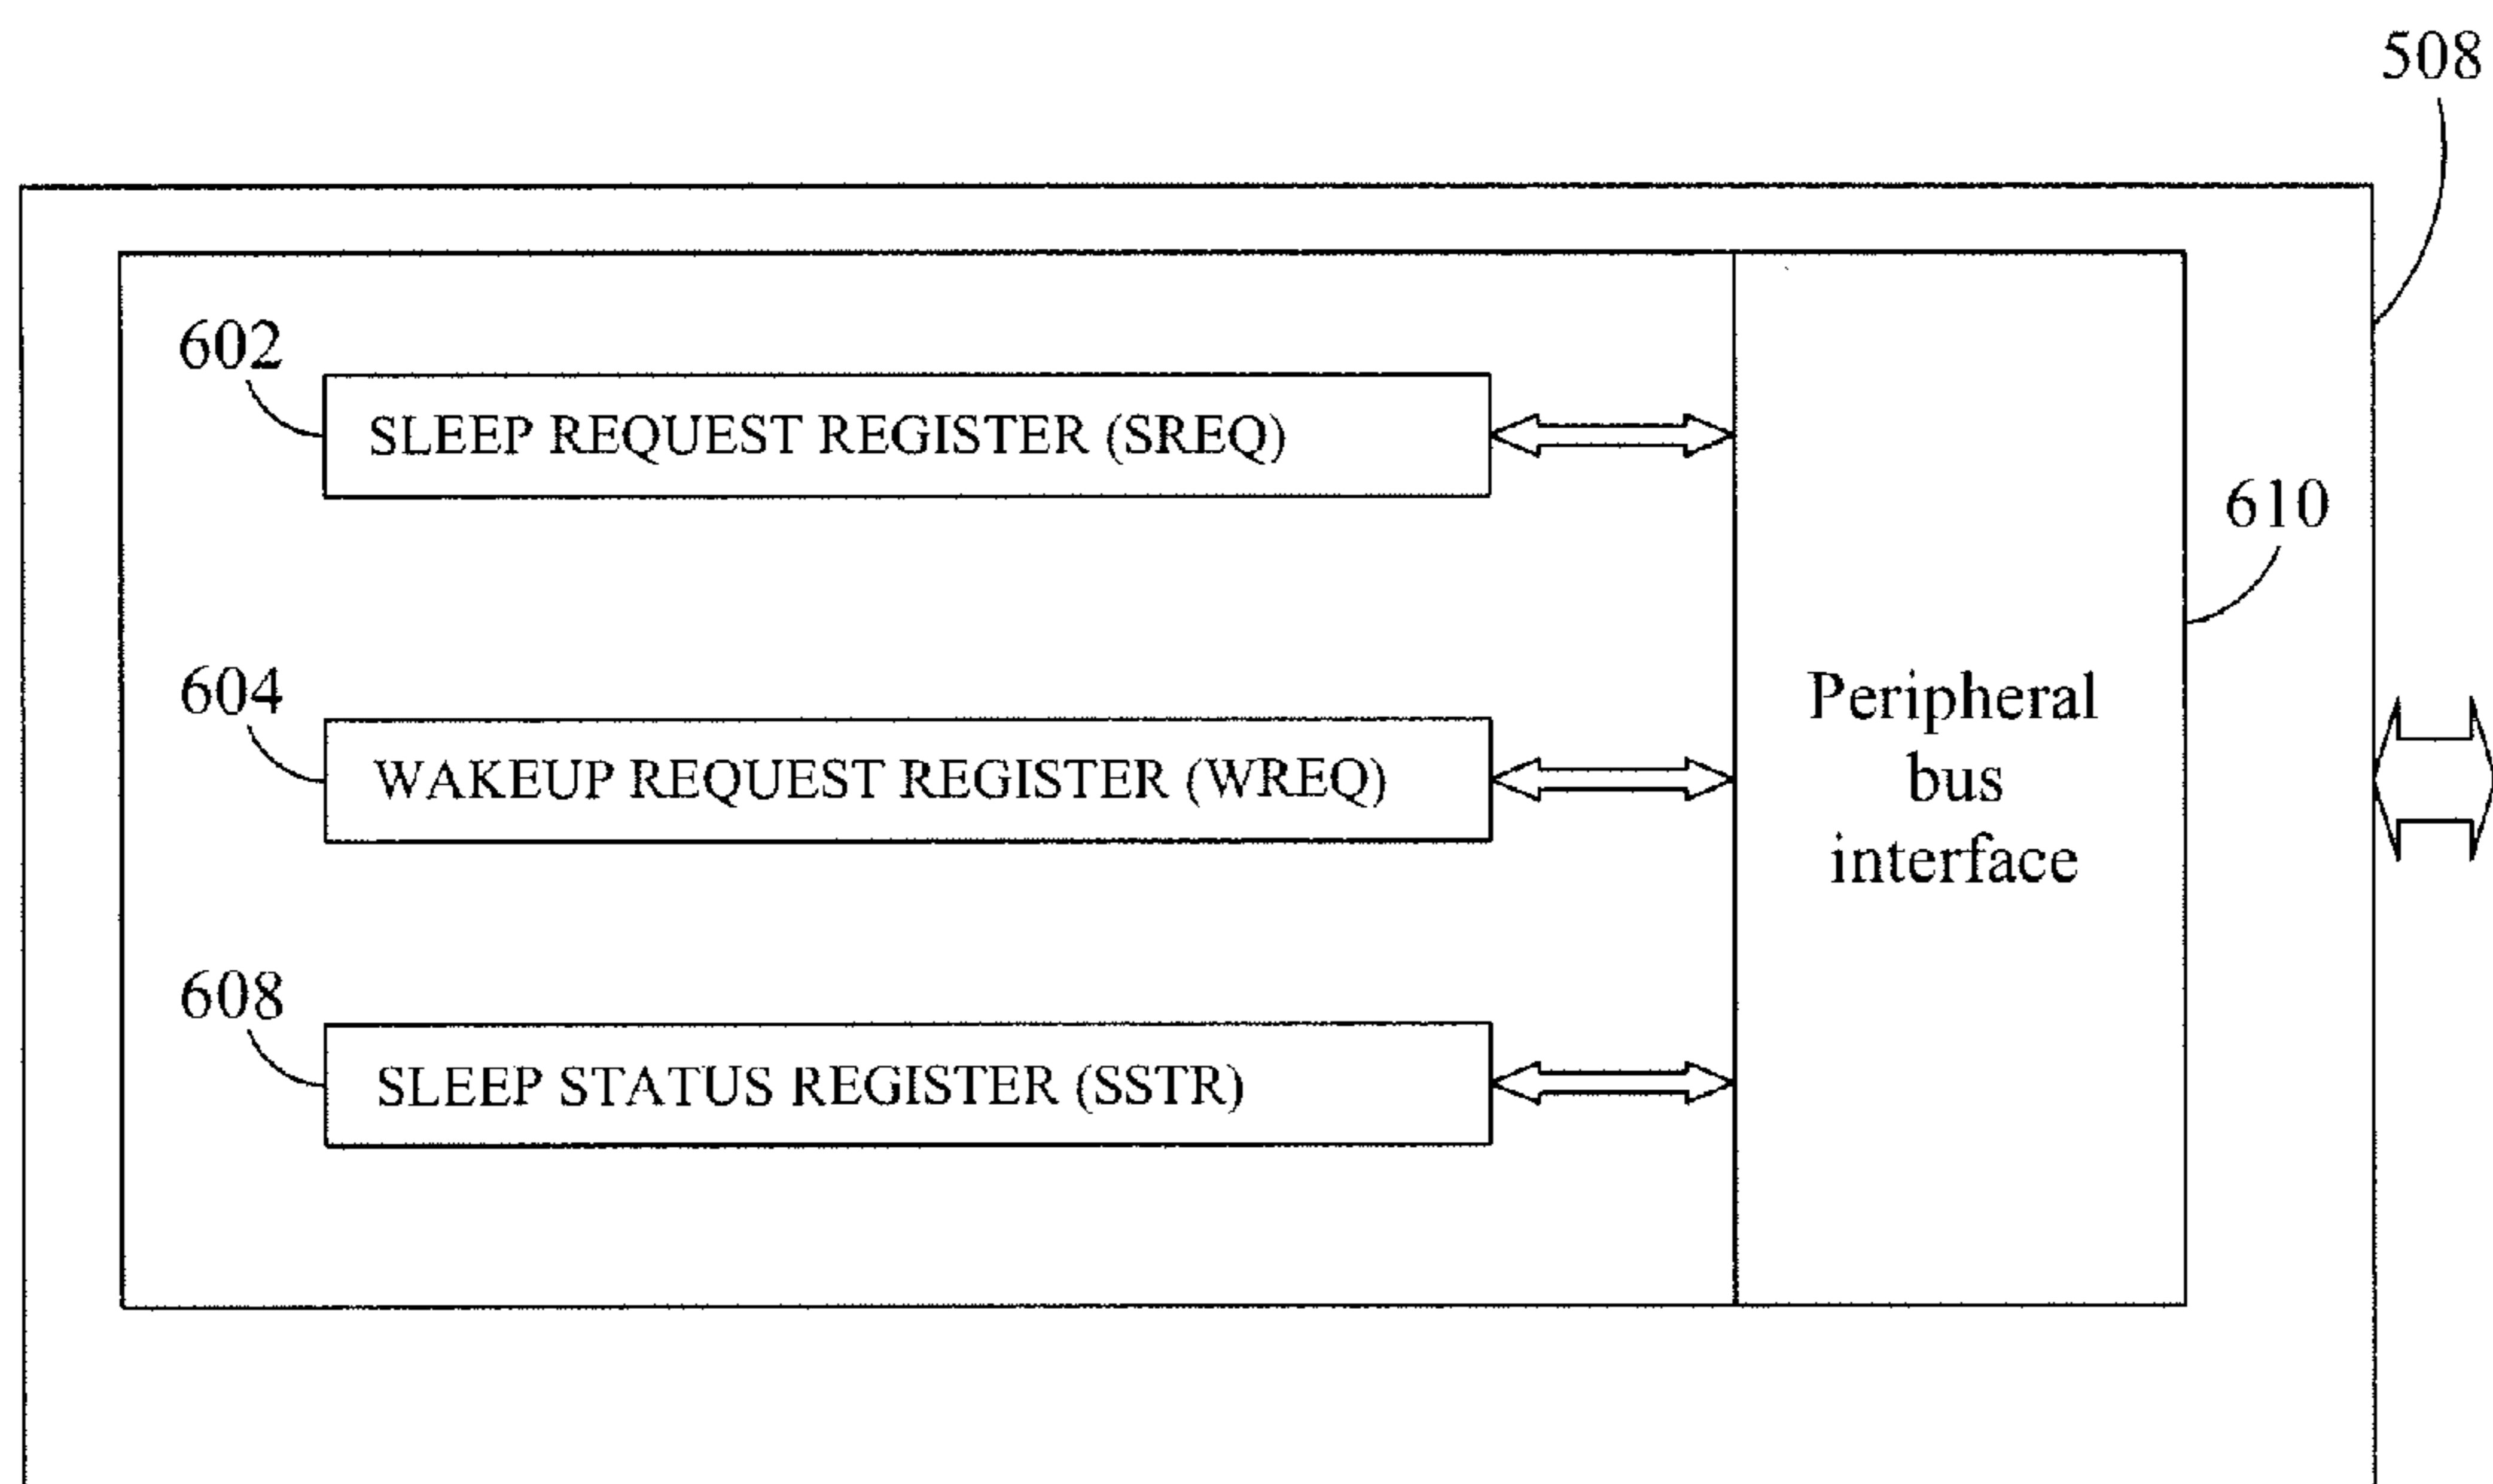 508
602
SLEEP REQUEST REGISTER (SREQ)
610
604
WAKEUP REQUEST REGISTER (WREQ)
Peripheral
bus
interface
608
SLEEP STATUS REGISTER (SSTR)